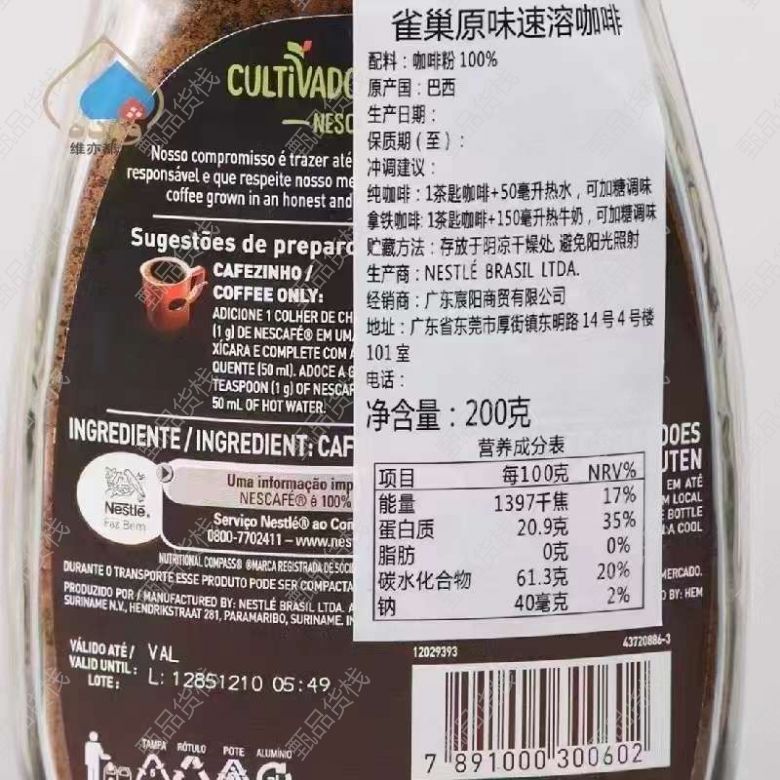 雀巢原味速溶咖啡
配料：咖啡粉 100%
原产国：巴西
生产日期：
保质期（至）：
冲调建议：
纯咖啡：1茶匙咖啡+50毫升热水，可加糖调味
拿铁咖啡：1茶匙咖啡+150毫升热牛奶，可加糖调味
贮藏方法：存放于阴凉干燥处 避免阳光照射
生产商：NESTLÉ BRASIL LTDA.
经销商：广东宸阳商贸有限公司
地址：广东省东莞市厚街镇东明路 14 号 4 号楼
101 室
电话：
净含量：200克
营养成分表
项目 每100克 NRV%
能量 1397千焦 17%
蛋白质 20.9克 35%
脂肪 0克 0%
碳水化合物 61.3克 20%
钠 40毫克 2%
维亦都
CULTIVADO
NESC
Nosso compromisso é trazer até
responsável e que respeite nosso me
coffee grown in an honest and
Sugestões de preparo
CAFEZINHO /
COFFEE ONLY:
ADICIONE 1 COLHER DE CH
(1 g) DE NESCAFÉ® EM UM
XÍCARA E COMPLETE COM
QUENTE (50 ml). ADOCE A G
TEASPOON (1 g) OF NESCAF
50 mL OF HOT WATER.
INGREDIENTE / INGREDIENT: CAF
Nestlé.
Faz Bem
Uma informação imp
NESCAFÉ® é 100%
Serviço Nestlé® ao Con
0800-7702411 – www.nes
NUTRITIONAL COMPASS® ®MARCA REGISTRADA DE SOCI
DURANTE O TRANSPORTE ESSE PRODUTO PODE SER COMPACTA
PRODUZIDO POR / MANUFACTURED BY: NESTLÉ BRASIL LTDA. A
SURINAME N.V., HENDRIKSTRAAT 281, PARAMARIBO, SURINAME. IN
DOES
UTEN
EM ATÉ
M LOCAL
E BOTTLE
A COOL
MERCADO.
D BY: HEM
VÁLIDO ATÉ / VAL
VALID UNTIL:
LOTE: L: 12851210 05:49
12029393 43720886-3
7 891000 300602
TAMPA RÓTULO POTE ALUMÍNIO
甄品货栈